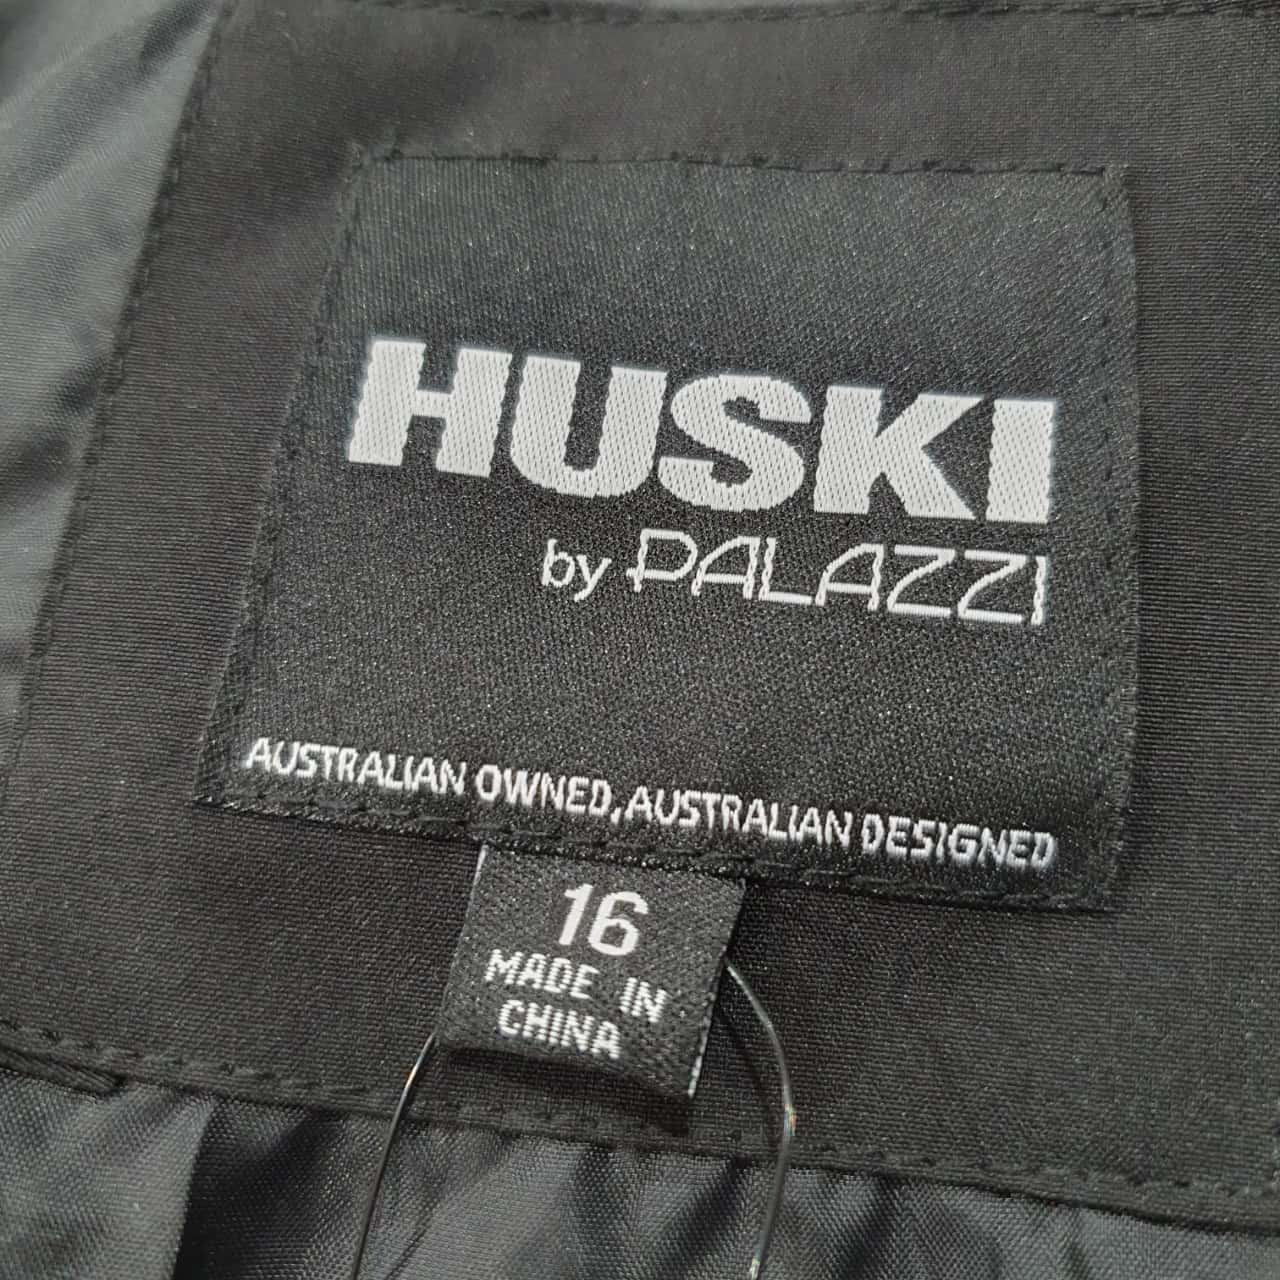 HUSKI
by PALAZZI
AUSTRALIAN OWNED, AUSTRALIAN DESIGNED
16
MADE IN
CHINA